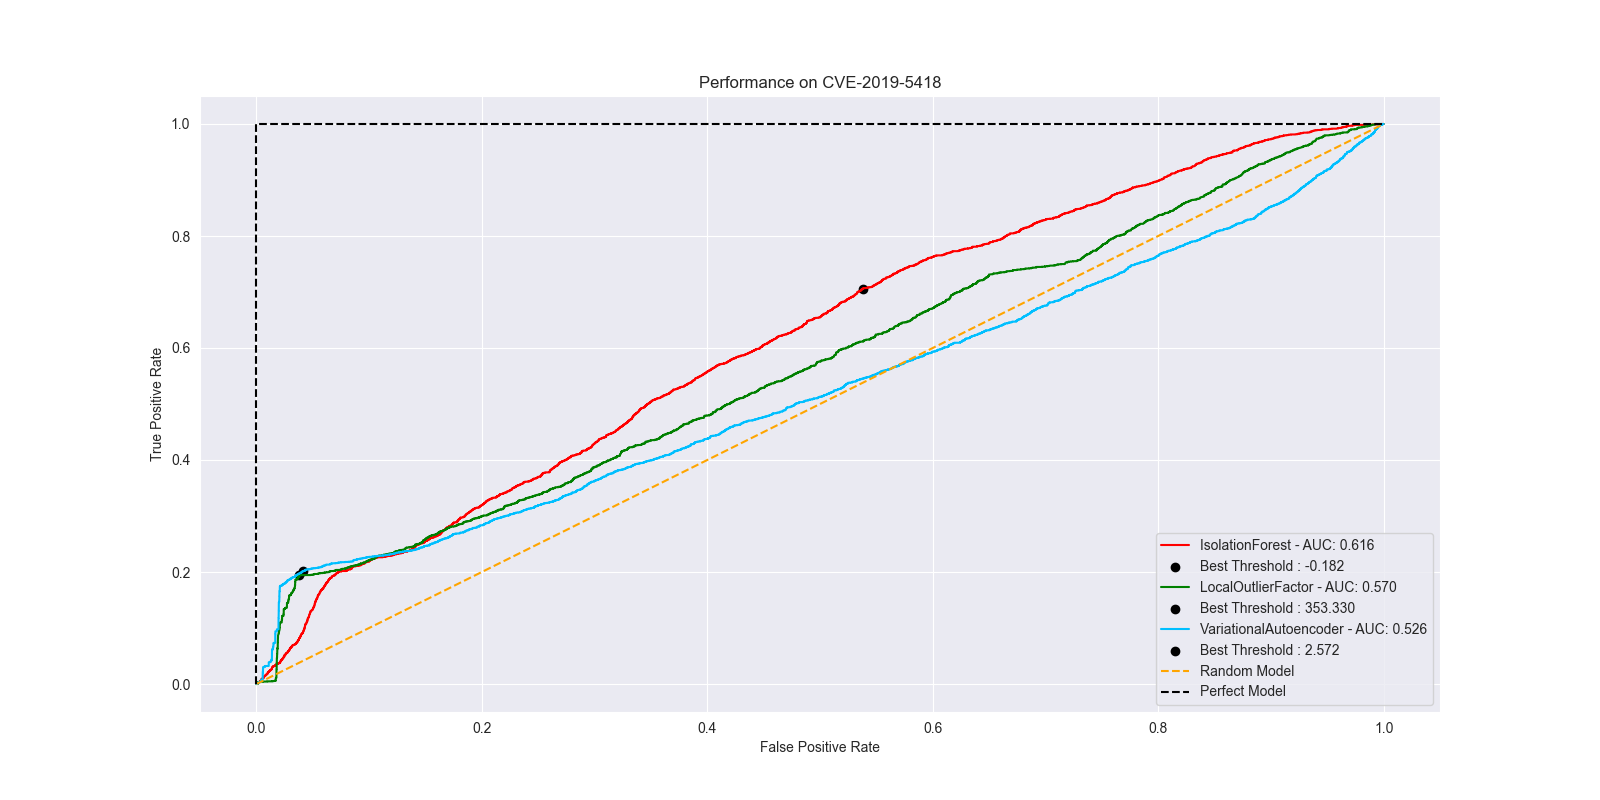 Performance on CVE-2019-5418
True Positive Rate
1.0
0.8
0.6
0.4
0.2
0.0
0.0 0.2 0.4 0.6 0.8 1.0
False Positive Rate
IsolationForest - AUC: 0.616
Best Threshold : -0.182
LocalOutlierFactor - AUC: 0.570
Best Threshold : 353.330
VariationalAutoencoder - AUC: 0.526
Best Threshold : 2.572
Random Model
Perfect Model